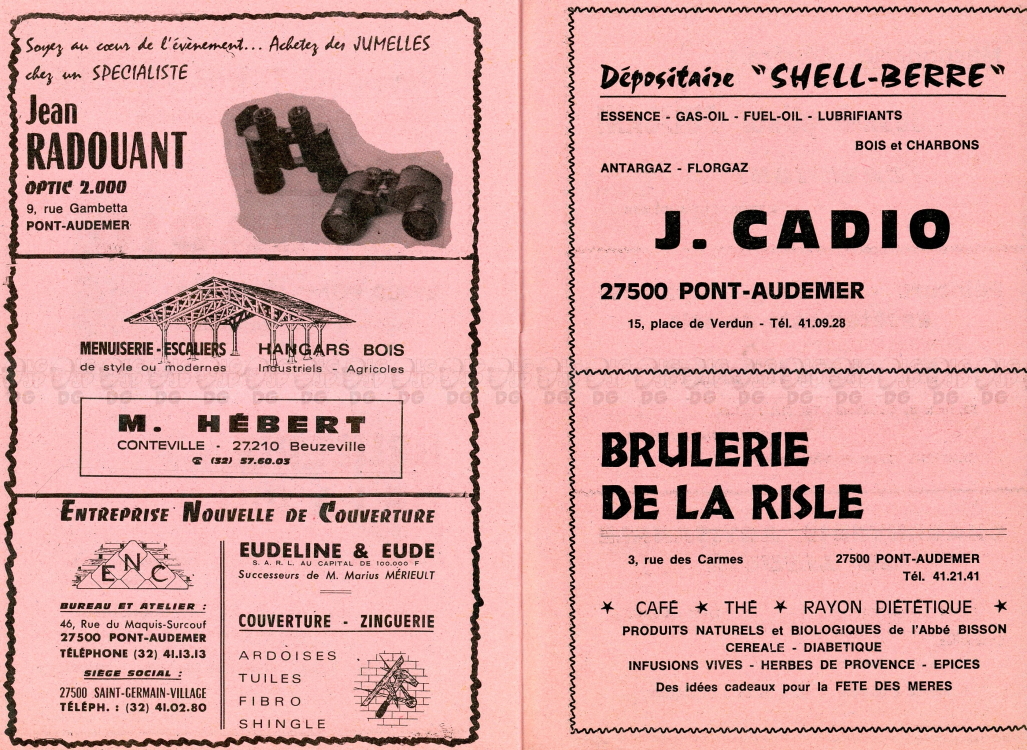 Soyez au cœur de l'évènement... Achetez des JUMELLES
chez un SPECIALISTE
Jean
RADOUANT
OPTIC 2.000
9, rue Gambetta
PONT-AUDEMER
MENUISERIE - ESCALIERS
de style ou modernes
HANGARS BOIS
Industriels - Agricoles
M. HÉBERT
CONTEVILLE - 27210 Beuzeville
☎ (32) 57.60.03
ENTREPRISE NOUVELLE DE COUVERTURE
ENC
BUREAU ET ATELIER :
46, Rue du Maquis-Surcouf
27500 PONT-AUDEMER
TÉLÉPHONE (32) 41.13.13
SIÈGE SOCIAL :
27500 SAINT-GERMAIN-VILLAGE
TÉLÉPH. : (32) 41.02.80
EUDELINE & EUDE
S. A. R. L. AU CAPITAL DE 100.000 F
Successeurs de M. Marius MÉRIEULT
COUVERTURE - ZINGUERIE
ARDOISES
TUILES
FIBRO
SHINGLE
Dépositaire "SHELL-BERRE"
ESSENCE - GAS-OIL - FUEL-OIL - LUBRIFIANTS
BOIS et CHARBONS
ANTARGAZ - FLORGAZ
J. CADIO
27500 PONT-AUDEMER
15, place de Verdun - Tél. 41.09.28
BRULERIE
DE LA RISLE
3, rue des Carmes 27500 PONT-AUDEMER
Tél. 41.21.41
★ CAFÉ ★ THÉ ★ RAYON DIÉTÉTIQUE ★
PRODUITS NATURELS et BIOLOGIQUES de l'Abbé BISSON
CEREALE - DIABETIQUE
INFUSIONS VIVES - HERBES DE PROVENCE - EPICES
Des idées cadeaux pour la FETE DES MERES